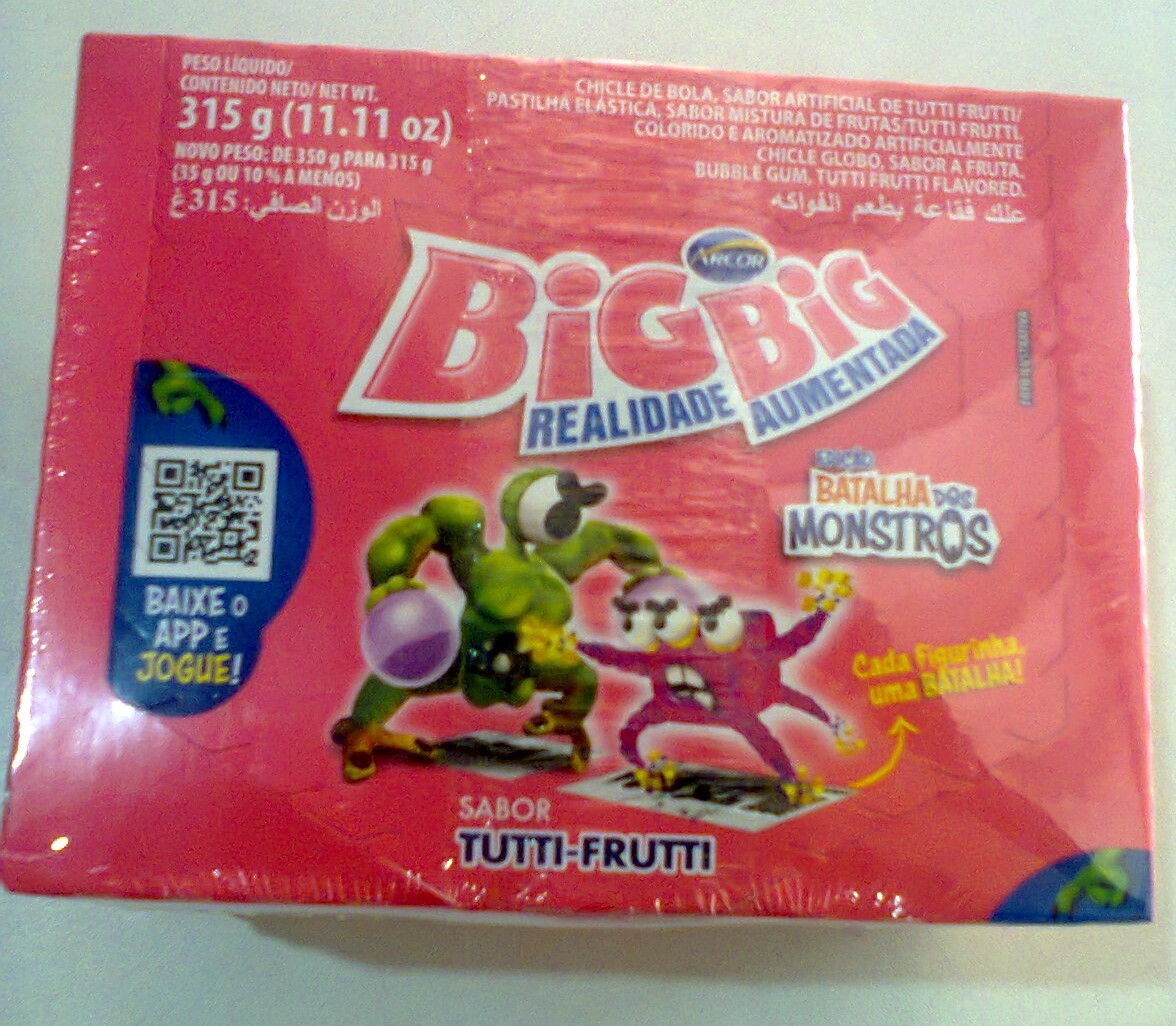 PESO LÍQUIDO/
CONTENIDO NETO/ NET WT.
315 g (11.11 oz)
NOVO PESO: DE 350 g PARA 315 g
(35 g OU 10 % A MENOS)
الوزن الصافي: 315غ
CHICLE DE BOLA, SABOR ARTIFICIAL DE TUTTI FRUTTI/
PASTILHA ELÁSTICA, SABOR MISTURA DE FRUTAS/TUTTI FRUTTI.
COLORIDO E AROMATIZADO ARTIFICIALMENTE
CHICLE GLOBO, SABOR A FRUTA.
BUBBLE GUM, TUTTI FRUTTI FLAVORED.
علك فقاعة بطعم الفواكه
ARCOR
BiG BiG
REALIDADE AUMENTADA
EDIÇÃO
BATALHA DOS
MONSTROS
BAIXE O
APP E
JOGUE!
Cada figurinha,
uma BATALHA!
SABOR
TUTTI-FRUTTI